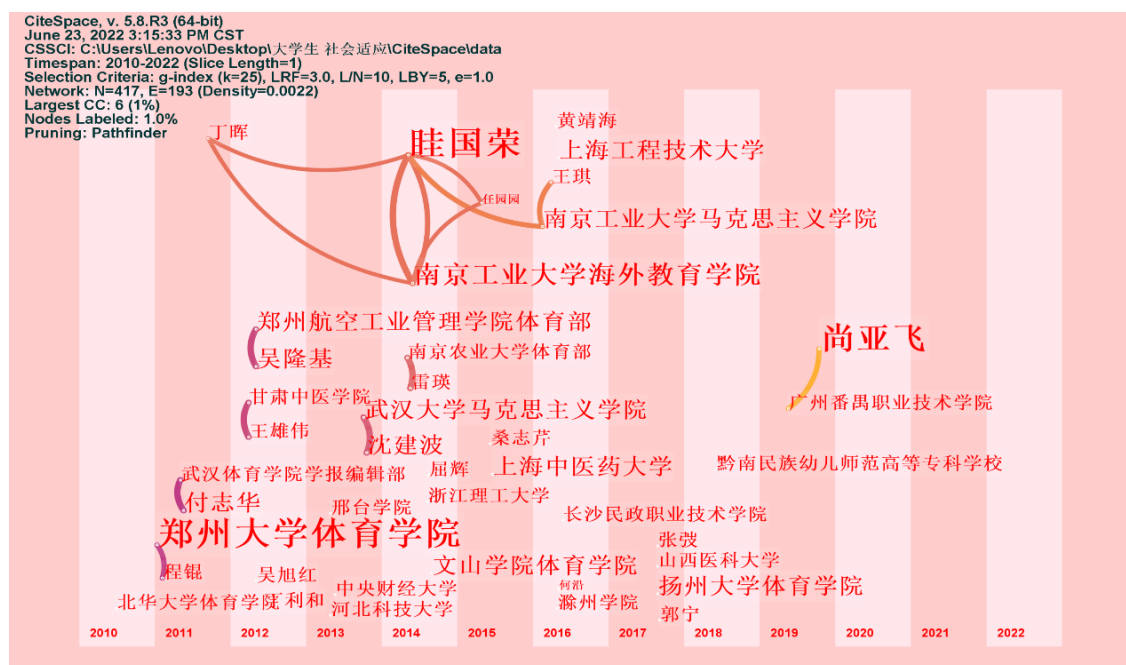 CiteSpace, v. 5.8.R3 (64-bit)
June 23, 2022 3:15:33 PM CST
CSSCI: C:\Users\Lenovo\Desktop\大学生 社会适应\CiteSpace\data
Timespan: 2010-2022 (Slice Length=1)
Selection Criteria: g-index (k=25), LRF=3.0, L/N=10, LBY=5, e=1.0
Network: N=417, E=193 (Density=0.0022)
Largest CC: 6 (1%)
Nodes Labeled: 1.0%
Pruning: Pathfinder
丁晖
眭国荣
黄靖海
上海工程技术大学
王琪
任园园
南京工业大学马克思主义学院
南京工业大学海外教育学院
郑州航空工业管理学院体育部
尚亚飞
吴隆基
南京农业大学体育部
雷瑛
甘肃中医学院
广州番禺职业技术学院
武汉大学马克思主义学院
王雄伟
沈建波
桑志芹
武汉体育学院学报编辑部
屈辉
上海中医药大学
黔南民族幼儿师范高等专科学校
付志华
邢台学院
浙江理工大学
长沙民政职业技术学院
郑州大学体育学院
张弢
程锟
吴旭红
文山学院体育学院
山西医科大学
中央财经大学
何沿
扬州大学体育学院
北华大学体育学院
利和
河北科技大学
滁州学院
郭宁
2010 2011 2012 2013 2014 2015 2016 2017 2018 2019 2020 2021 2022